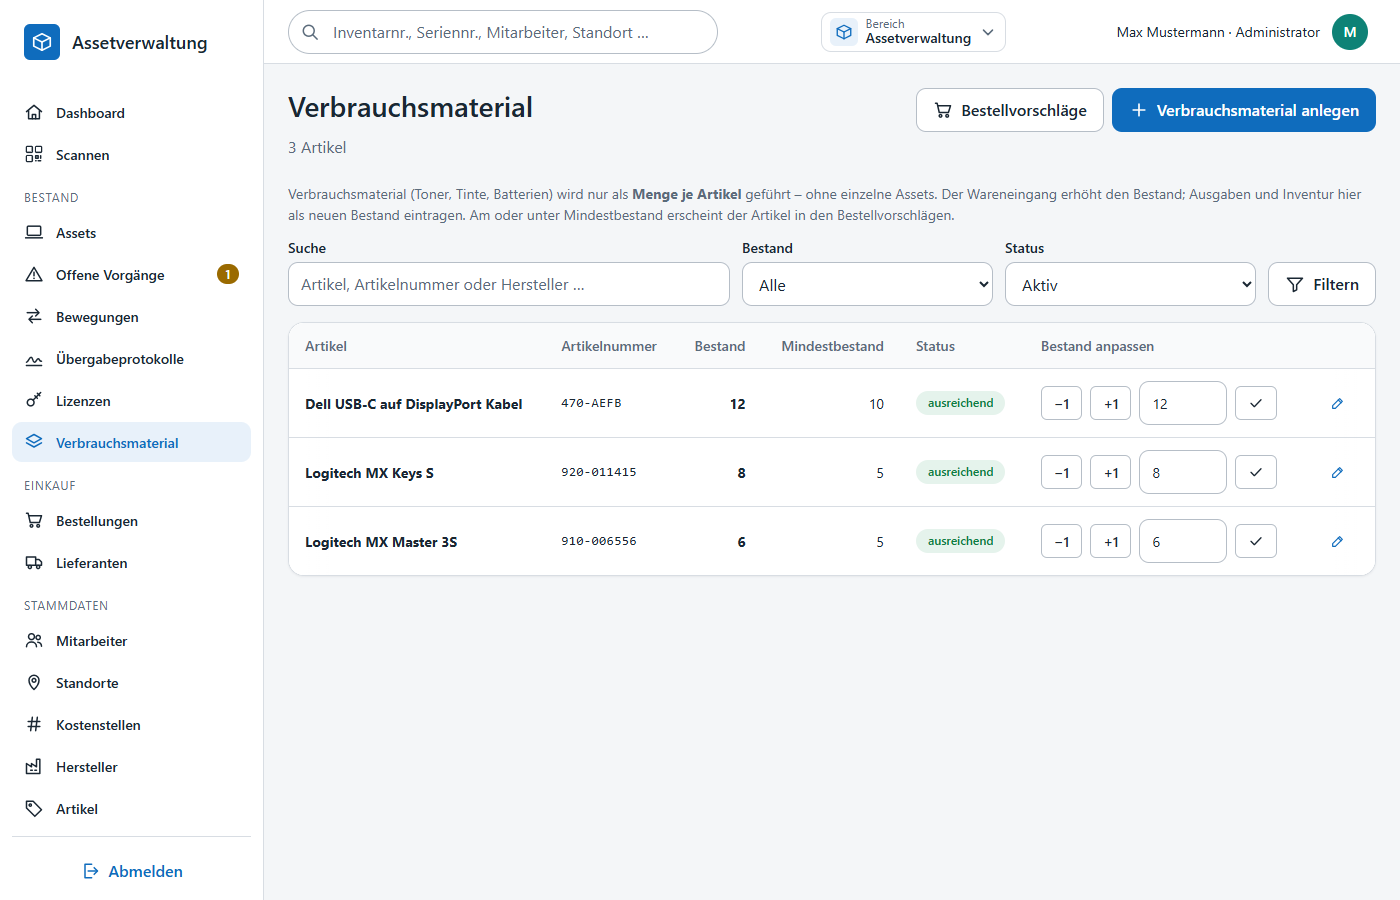 Assetverwaltung
Inventarnr., Seriennr., Mitarbeiter, Standort ...
Bereich
Assetverwaltung
Max Mustermann · Administrator
M
Dashboard
Scannen
BESTAND
Assets
Offene Vorgänge
1
Bewegungen
Übergabeprotokolle
Lizenzen
Verbrauchsmaterial
EINKAUF
Bestellungen
Lieferanten
STAMMDATEN
Mitarbeiter
Standorte
Kostenstellen
Hersteller
Artikel
Abmelden
Verbrauchsmaterial
3 Artikel
Bestellvorschläge
Verbrauchsmaterial anlegen
Verbrauchsmaterial (Toner, Tinte, Batterien) wird nur als Menge je Artikel geführt – ohne einzelne Assets. Der Wareneingang erhöht den Bestand; Ausgaben und Inventur hier
als neuen Bestand eintragen. Am oder unter Mindestbestand erscheint der Artikel in den Bestellvorschlägen.
Suche
Bestand
Status
Artikel, Artikelnummer oder Hersteller ...
Alle
Aktiv
Filtern
Artikel Artikelnummer Bestand Mindestbestand Status Bestand anpassen
Dell USB-C auf DisplayPort Kabel 470-AEFB 12 10 ausreichend −1 +1 12
Logitech MX Keys S 920-011415 8 5 ausreichend −1 +1 8
Logitech MX Master 3S 910-006556 6 5 ausreichend −1 +1 6